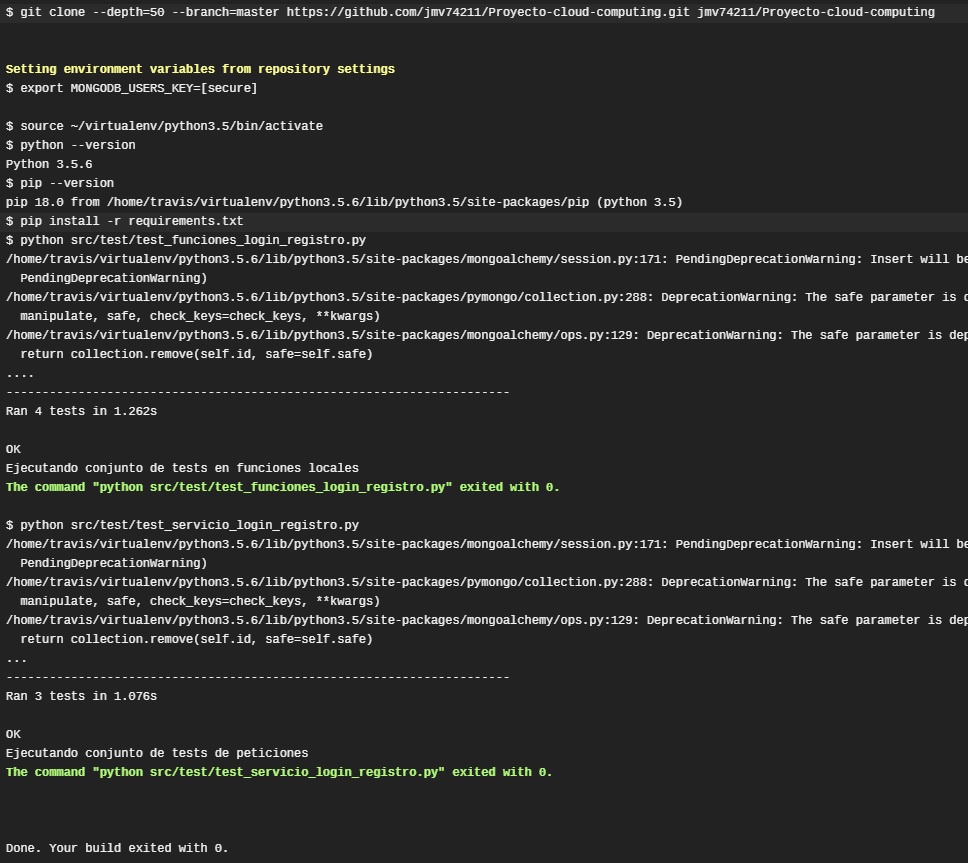 $ git clone --depth=50 --branch=master https://github.com/jmv74211/Proyecto-cloud-computing.git jmv74211/Proyecto-cloud-computing
Setting environment variables from repository settings
$ export MONGODB_USERS_KEY=[secure]
$ source ~/virtualenv/python3.5/bin/activate
$ python --version
Python 3.5.6
$ pip --version
pip 18.0 from /home/travis/virtualenv/python3.5.6/lib/python3.5/site-packages/pip (python 3.5)
$ pip install -r requirements.txt
$ python src/test/test_funciones_login_registro.py
/home/travis/virtualenv/python3.5.6/lib/python3.5/site-packages/mongoalchemy/session.py:171: PendingDeprecationWarning: Insert will be
  PendingDeprecationWarning)
/home/travis/virtualenv/python3.5.6/lib/python3.5/site-packages/pymongo/collection.py:288: DeprecationWarning: The safe parameter is
  manipulate, safe, check_keys=check_keys, **kwargs)
/home/travis/virtualenv/python3.5.6/lib/python3.5/site-packages/mongoalchemy/ops.py:129: DeprecationWarning: The safe parameter is dep
  return collection.remove(self.id, safe=self.safe)
....
----------------------------------------------------------------------
Ran 4 tests in 1.262s
OK
Ejecutando conjunto de tests en funciones locales
The command "python src/test/test_funciones_login_registro.py" exited with 0.
$ python src/test/test_servicio_login_registro.py
/home/travis/virtualenv/python3.5.6/lib/python3.5/site-packages/mongoalchemy/session.py:171: PendingDeprecationWarning: Insert will be
  PendingDeprecationWarning)
/home/travis/virtualenv/python3.5.6/lib/python3.5/site-packages/pymongo/collection.py:288: DeprecationWarning: The safe parameter is
  manipulate, safe, check_keys=check_keys, **kwargs)
/home/travis/virtualenv/python3.5.6/lib/python3.5/site-packages/mongoalchemy/ops.py:129: DeprecationWarning: The safe parameter is dep
  return collection.remove(self.id, safe=self.safe)
...
----------------------------------------------------------------------
Ran 3 tests in 1.076s
OK
Ejecutando conjunto de tests de peticiones
The command "python src/test/test_servicio_login_registro.py" exited with 0.
Done. Your build exited with 0.